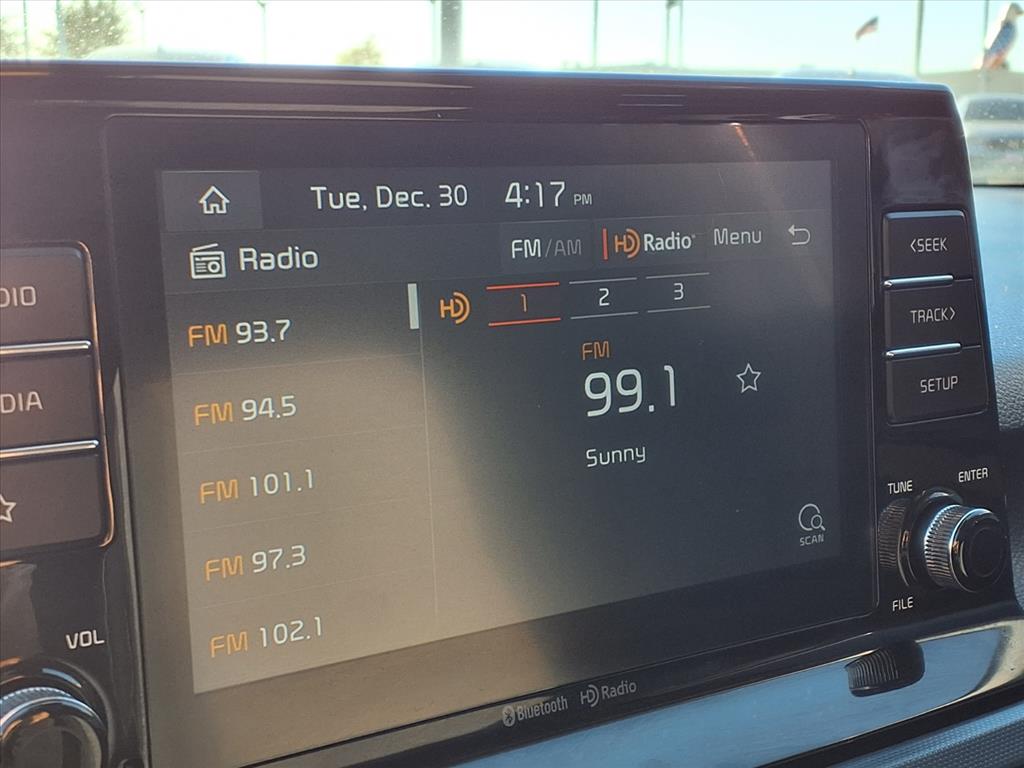 Tue, Dec. 30 4:17 PM
Radio FM/AM HD Radio™ Menu
HD 1 2 3
FM 93.7
FM 94.5
FM 101.1
FM 97.3
FM 102.1
FM
99.1
Sunny
SCAN
DIO
DIA
VOL
<SEEK
TRACK>
SETUP
TUNE
ENTER
FILE
Bluetooth HD Radio